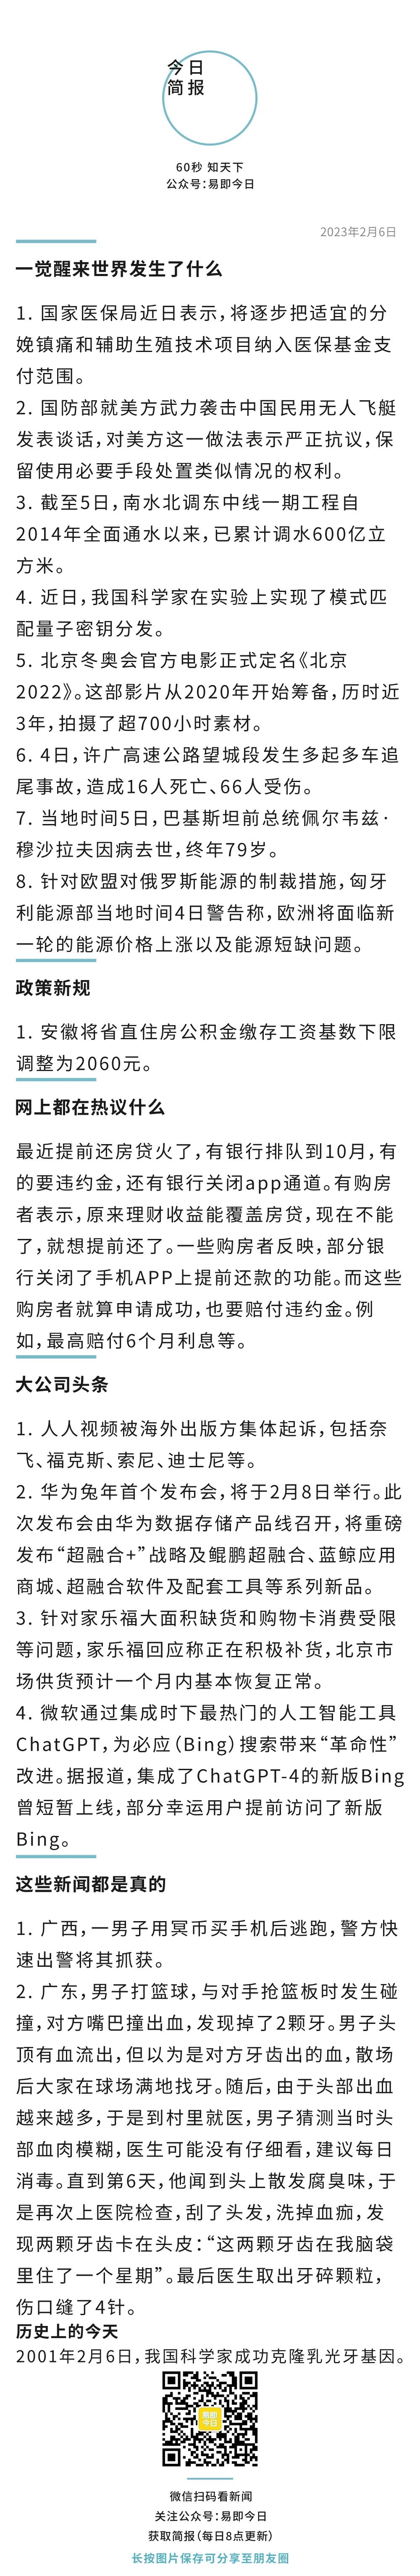 今日
简报
60秒 知天下
公众号：易即今日
2023年2月6日
一觉醒来世界发生了什么
1. 国家医保局近日表示，将逐步把适宜的分
娩镇痛和辅助生殖技术项目纳入医保基金支
付范围。
2. 国防部就美方武力袭击中国民用无人飞艇
发表谈话，对美方这一做法表示严正抗议，保
留使用必要手段处置类似情况的权利。
3. 截至5日，南水北调东中线一期工程自
2014年全面通水以来，已累计调水600亿立
方米。
4. 近日，我国科学家在实验上实现了模式匹
配量子密钥分发。
5. 北京冬奥会官方电影正式定名《北京
2022》。这部影片从2020年开始筹备，历时近
3年，拍摄了超700小时素材。
6. 4日，许广高速公路望城段发生多起多车追
尾事故，造成16人死亡、66人受伤。
7. 当地时间5日，巴基斯坦前总统佩尔韦兹·
穆沙拉夫因病去世，终年79岁。
8. 针对欧盟对俄罗斯能源的制裁措施，匈牙
利能源部当地时间4日警告称，欧洲将面临新
一轮的能源价格上涨以及能源短缺问题。
政策新规
1. 安徽将省直住房公积金缴存工资基数下限
调整为2060元。
网上都在热议什么
最近提前还房贷火了，有银行排队到10月，有
的要违约金，还有银行关闭app通道。有购房
者表示，原来理财收益能覆盖房贷，现在不能
了，就想提前还了。一些购房者反映，部分银
行关闭了手机APP上提前还款的功能。而这些
购房者就算申请成功，也要赔付违约金。例
如，最高赔付6个月利息等。
大公司头条
1. 人人视频被海外出版方集体起诉，包括奈
飞、福克斯、索尼、迪士尼等。
2. 华为兔年首个发布会，将于2月8日举行。此
次发布会由华为数据存储产品线召开，将重磅
发布“超融合+”战略及鲲鹏超融合、蓝鲸应用
商城、超融合软件及配套工具等系列新品。
3. 针对家乐福大面积缺货和购物卡消费受限
等问题，家乐福回应称正在积极补货，北京市
场供货预计一个月内基本恢复正常。
4. 微软通过集成时下最热门的人工智能工具
ChatGPT，为必应（Bing）搜索带来“革命性”
改进。据报道，集成了ChatGPT-4的新版Bing
曾短暂上线，部分幸运用户提前访问了新版
Bing。
这些新闻都是真的
1. 广西，一男子用冥币买手机后逃跑，警方快
速出警将其抓获。
2. 广东，男子打篮球，与对手抢篮板时发生碰
撞，对方嘴巴撞出血，发现掉了2颗牙。男子头
顶有血流出，但以为是对方牙齿出的血，散场
后大家在球场满地找牙。随后，由于头部出血
越来越多，于是到村里就医，男子猜测当时头
部血肉模糊，医生可能没有仔细看，建议每日
消毒。直到第6天，他闻到头上散发腐臭味，于
是再次上医院检查，刮了头发，洗掉血痂，发
现两颗牙齿卡在头皮：“这两颗牙齿在我脑袋
里住了一个星期”。最后医生取出牙碎颗粒，
伤口缝了4针。
历史上的今天
2001年2月6日，我国科学家成功克隆乳光牙基因。
易即
今日
微信扫码看新闻
关注公众号：易即今日
获取简报（每日8点更新）
长按图片保存可分享至朋友圈